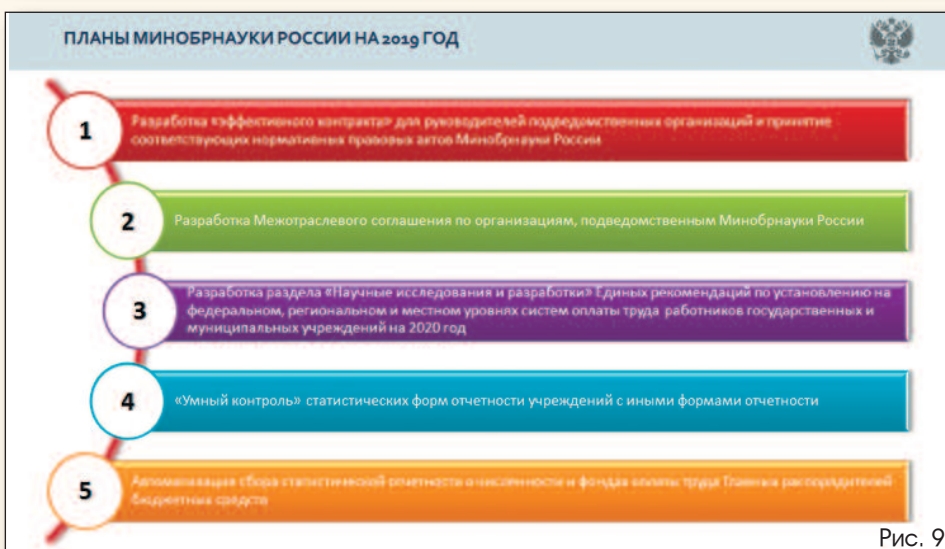 ПЛАНЫ МИНОБРНАУКИ РОССИИ НА 2019 ГОД
1
Разработка «эффективного контракта» для руководителей подведомственных организаций и принятие
соответствующих нормативных правовых актов Минобрнауки России
2
Разработка Межотраслевого соглашения по организациям, подведомственным Минобрнауки России
3
Разработка раздела «Научные исследования и разработки» Единых рекомендаций по установлению на
федеральном, региональном и местном уровнях систем оплаты труда работников государственных и
муниципальных учреждений на 2020 год
4
«Умный контроль» статистических форм отчетности учреждений с иными формами отчетности
5
Автоматизация сбора статистической отчетности о численности и фондах оплаты труда Главных распорядителей
бюджетных средств
Рис. 9